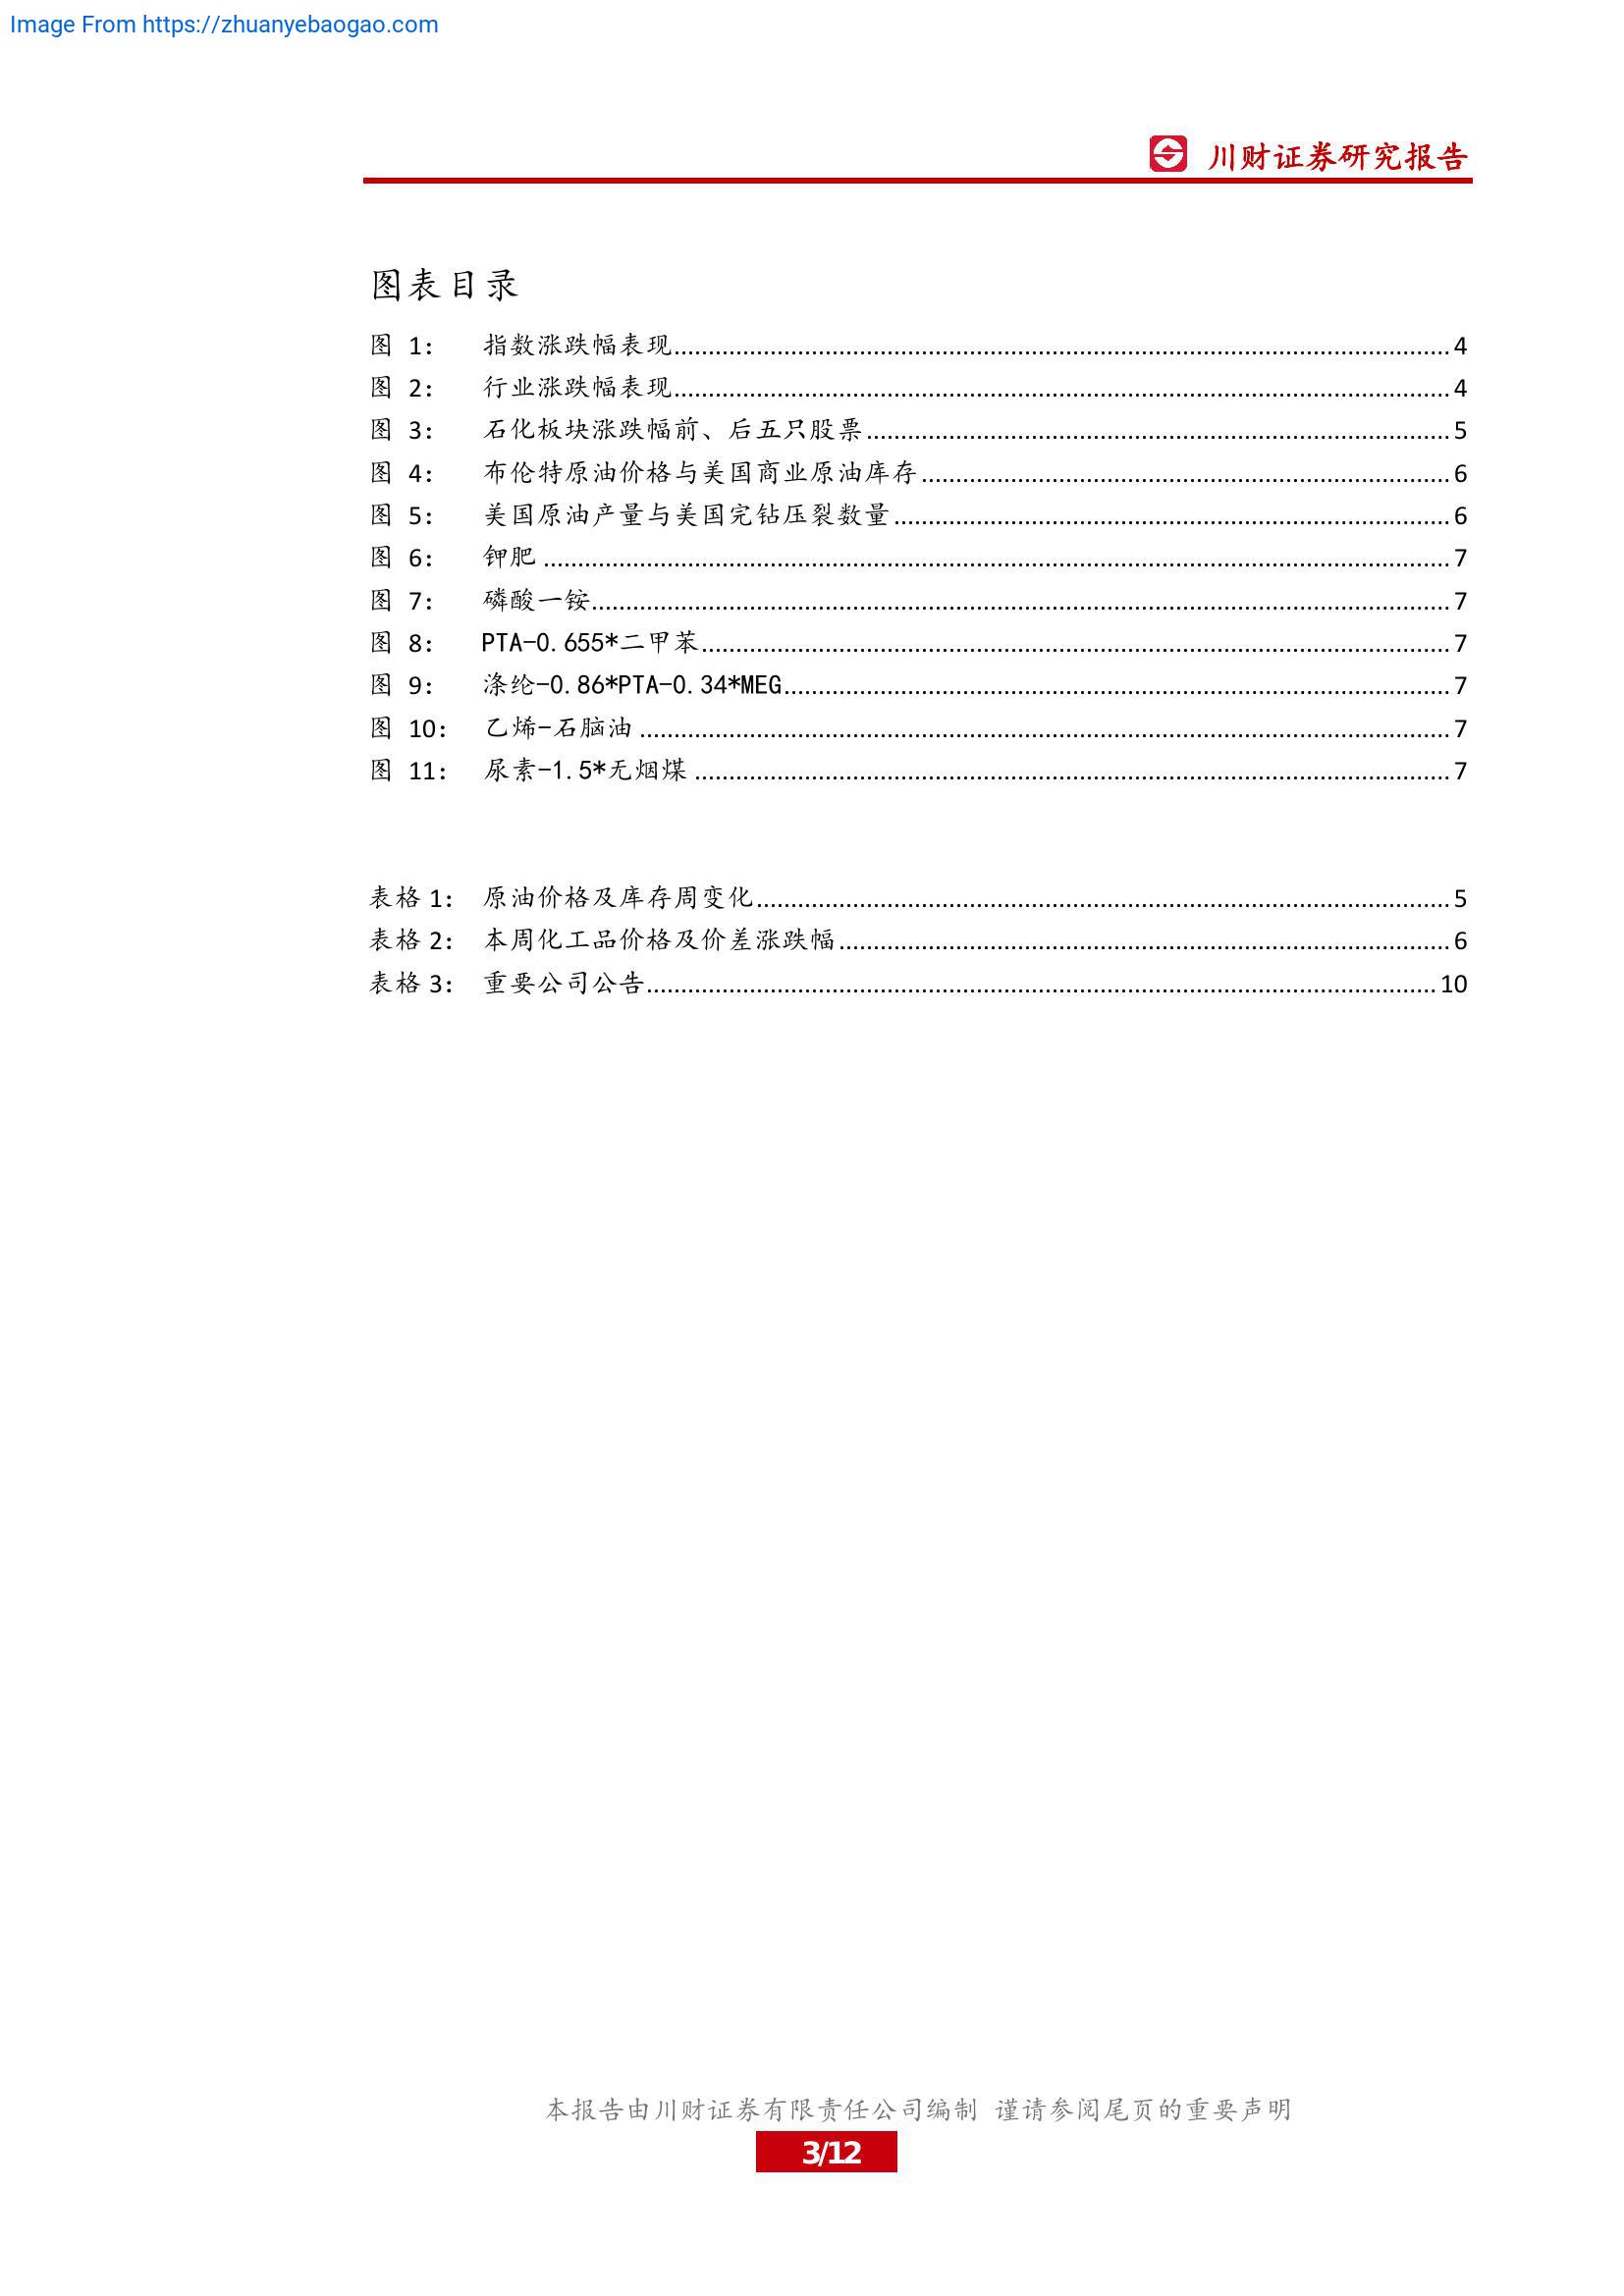 Image From https://zhuanyebaogao.com
川财证券研究报告
图表目录
图 1： 指数涨跌幅表现........................................ 4
图 2： 行业涨跌幅表现........................................ 4
图 3： 石化板块涨跌幅前、后五只股票........................................ 5
图 4： 布伦特原油价格与美国商业原油库存........................................ 6
图 5： 美国原油产量与美国完钻压裂数量........................................ 6
图 6： 钾肥........................................ 7
图 7： 磷酸一铵........................................ 7
图 8： PTA-0.655*二甲苯........................................ 7
图 9： 涤纶-0.86*PTA-0.34*MEG........................................ 7
图 10： 乙烯-石脑油........................................ 7
图 11： 尿素-1.5*无烟煤........................................ 7
表格 1： 原油价格及库存周变化........................................ 5
表格 2： 本周化工品价格及价差涨跌幅........................................ 6
表格 3： 重要公司公告........................................ 10
本报告由川财证券有限责任公司编制 谨请参阅尾页的重要声明
3/12